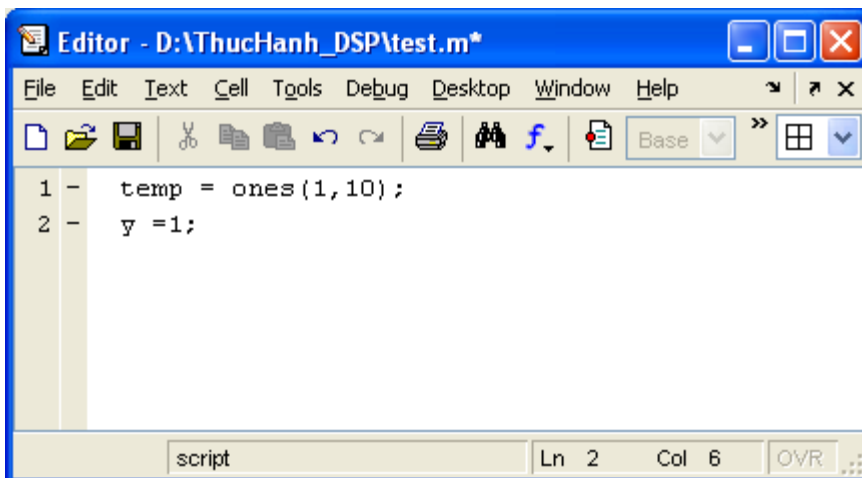 Editor - D:\ThucHanh_DSP\test.m*
File Edit Text Cell Tools Debug Desktop Window Help
f Base »
1 - temp = ones(1,10);
2 - y =1;
script Ln 2 Col 6 OVR